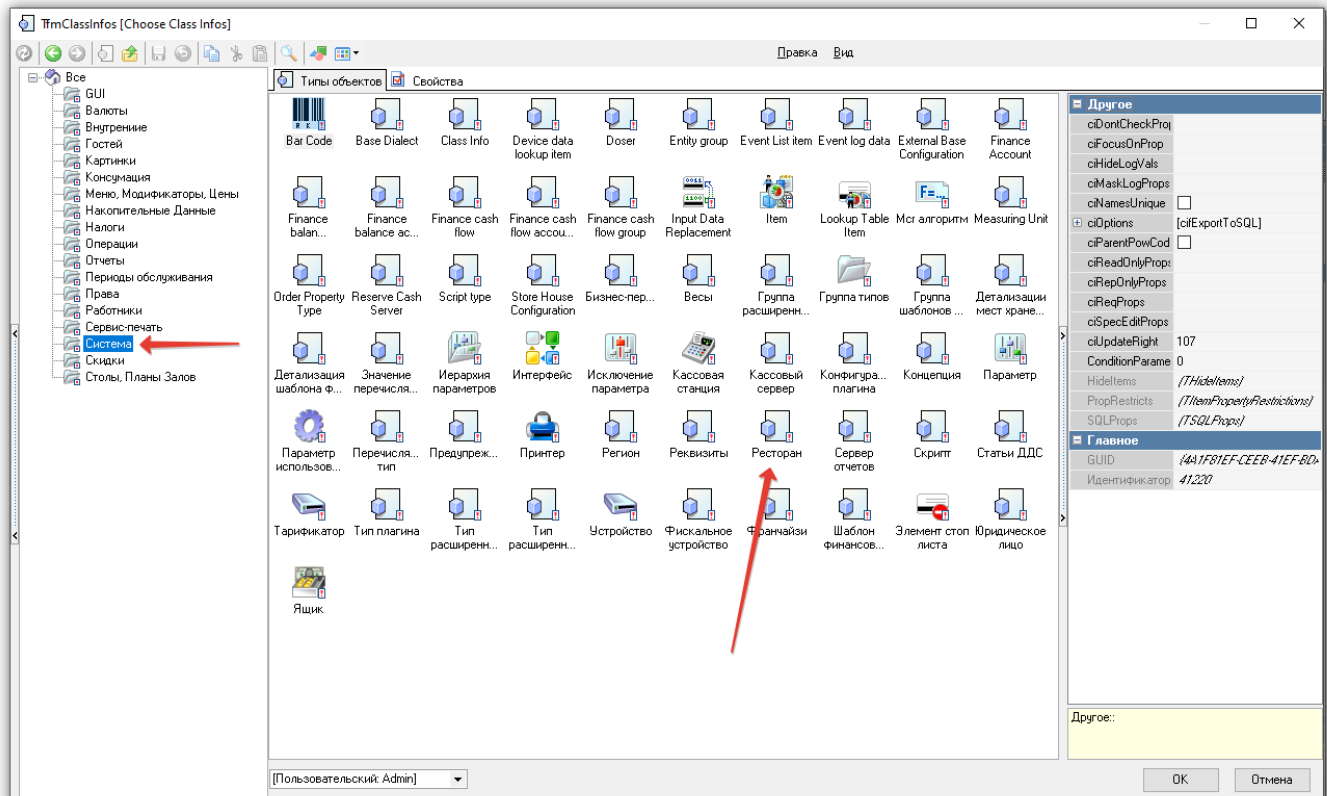 TfmClassInfos [Choose Class Infos]
Правка Вид
Все
GUI
Валюты
Внутрение
Гостей
Картинки
Консумация
Меню, Модификаторы, Цены
Накопительные Данные
Налоги
Операции
Отчеты
Периоды обслуживания
Права
Работники
Сервис-печать
Система
Скидки
Столы, Планы Залов
Типы объектов Свойства
Bar Code Base Dialect Class Info Device data Doser Entity group Event List item Event log data External Base Finance
lookup item Configuration Account
Finance Finance Finance cash Finance cash Finance cash Input Data Item Lookup Table Мсr алгоритм Measuring Unit
balan... balance ac... flow flow accou... flow group Replacement Item
Order Property Reserve Cash Script type Store House Бизнес-пер... Весы Группа Группа типов Группа Детализации
Type Server Configuration расширенн... шаблонов ... мест хране...
Детализация Значение Иерархия Интерфейс Исключение Кассовая Кассовый Конфигура... Концепция Параметр
шаблона Ф... перечисля... параметров параметра станция сервер плагина
Параметр Перечисля... Предупреж... Принтер Регион Реквизиты Ресторан Сервер Скрипт Статьи ДДС
использов... тип отчетов
Тарификатор Тип плагина Тип Тип Устройство Фискальное Франчайзи Шаблон Элемент стоп Юридическое
расширенн... расширенн... устройство финансов... листа лицо
Ящик
[Пользовательский: Admin]
Другое
ciDontCheckProp
ciFocusOnProp
ciHideLogVals
ciMaskLogProps
ciNamesUnique
ciOptions [cifExportToSQL]
ciParentPowCod
ciReadOnlyProps
ciRepOnlyProps
ciReqProps
ciSpecEditProps
ciUpdateRight 107
ConditionParame 0
HideItems (THideItems)
PropRestricts (TItemPropertyRestrictions)
SQLProps (TSQLProps)
Главное
GUID {4A1F81EF-CEEB-41EF-BDA
Идентификатор 41220
Другое::
OK Отмена